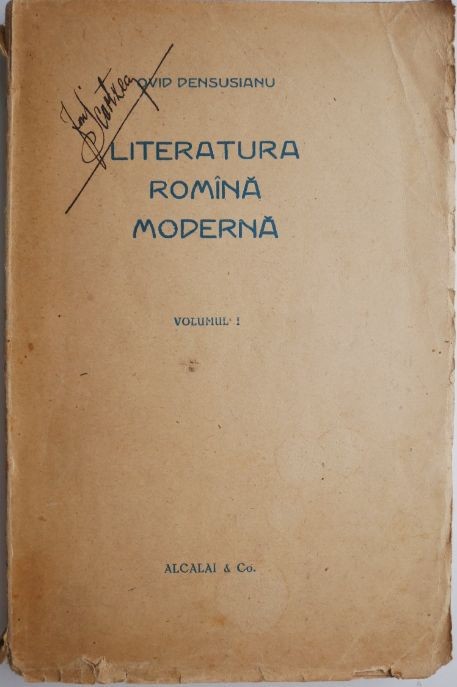 OVID DENSUSIANU
LITERATURA
ROMÎNĂ
MODERNĂ
VOLUMUL I
ALCALAI & Co.